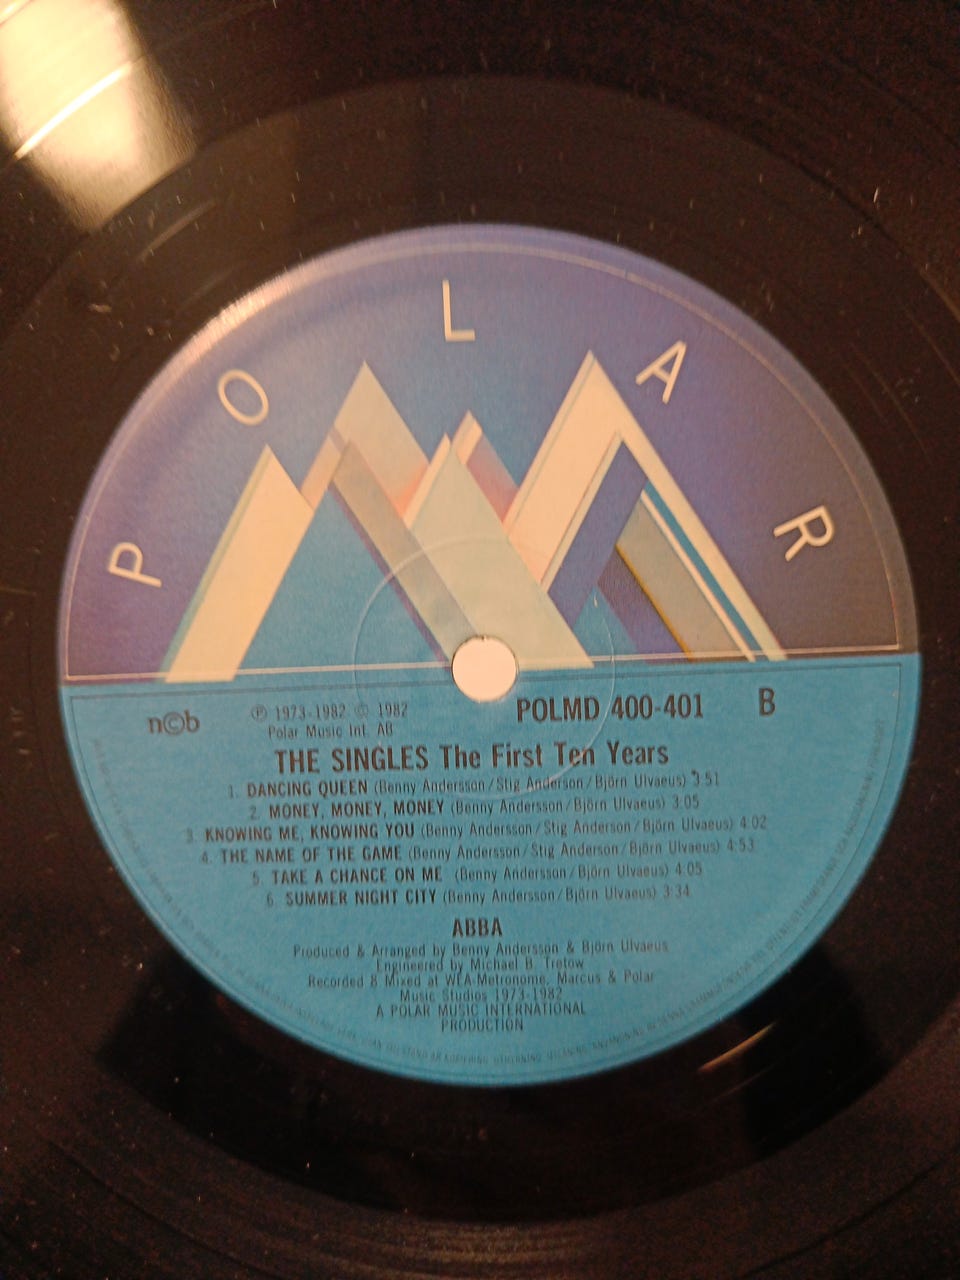 POLAR
n©b
℗ 1973-1982 © 1982
Polar Music Int. AB
POLMD 400-401
B
THE SINGLES The First Ten Years
1. DANCING QUEEN (Benny Andersson/Stig Anderson/Björn Ulvaeus) 3:51
2. MONEY, MONEY, MONEY (Benny Andersson/Björn Ulvaeus) 3:05
3. KNOWING ME, KNOWING YOU (Benny Andersson/Stig Anderson/Björn Ulvaeus) 4:02
4. THE NAME OF THE GAME (Benny Andersson/Stig Anderson/Björn Ulvaeus) 4:53
5. TAKE A CHANCE ON ME (Benny Andersson/Björn Ulvaeus) 4:05
6. SUMMER NIGHT CITY (Benny Andersson/Björn Ulvaeus) 3:34
ABBA
Produced & Arranged by Benny Andersson & Björn Ulvaeus
Engineered by Michael B. Tretow
Recorded & Mixed at WEA-Metronome, Marcus & Polar
Music Studios 1973-1982
A POLAR MUSIC INTERNATIONAL
PRODUCTION